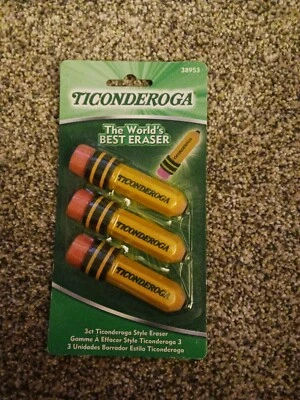 38953
TICONDEROGA
The World's
BEST ERASER
TICONDEROGA
TICONDEROGA
TICONDEROGA
3ct Ticonderoga Style Eraser
Gomme A Effacer Style Ticonderoga 3
3 Unidades Borrador Estilo Ticonderoga